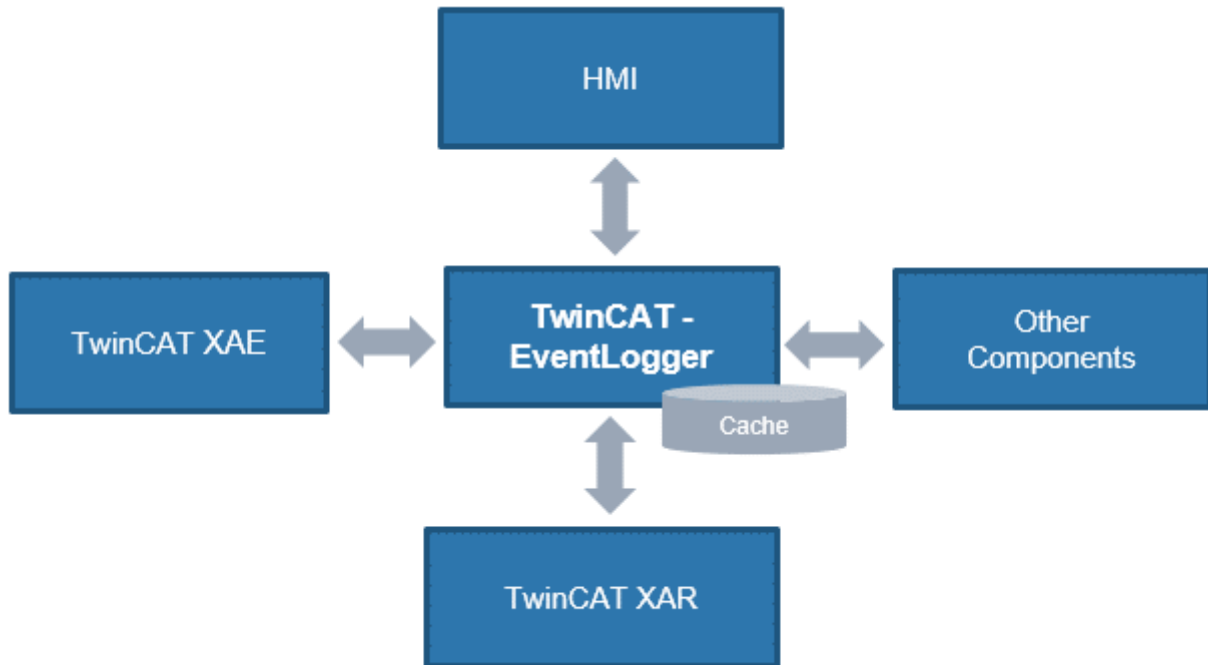 HMI
TwinCAT XAE
TwinCAT -
EventLogger
Other
Components
Cache
TwinCAT XAR